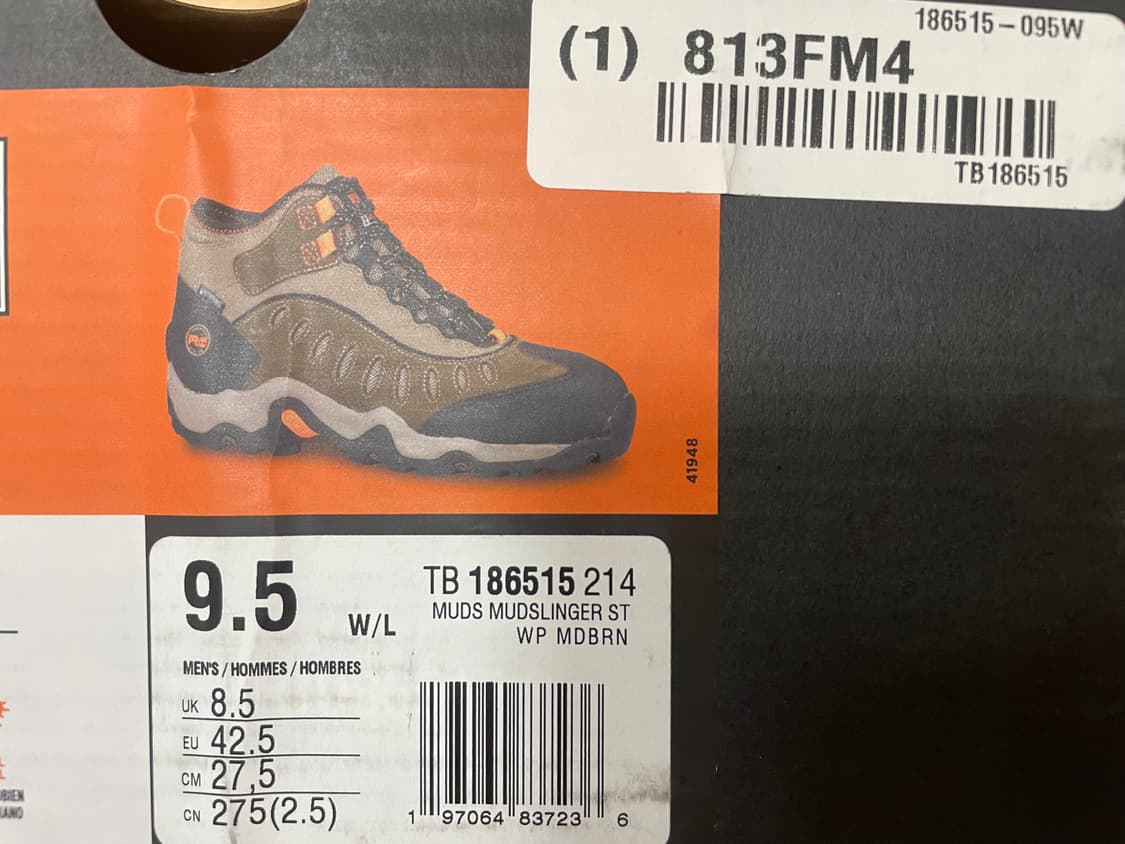 186515-095W
(1) 813FM4
TB186515
41948
9.5 W/L
TB 186515 214
MUDS MUDSLINGER ST
WP MDBRN
MEN'S / HOMMES / HOMBRES
UK 8.5
EU 42.5
CM 27,5
CN 275(2.5)
1 97064 83723 6